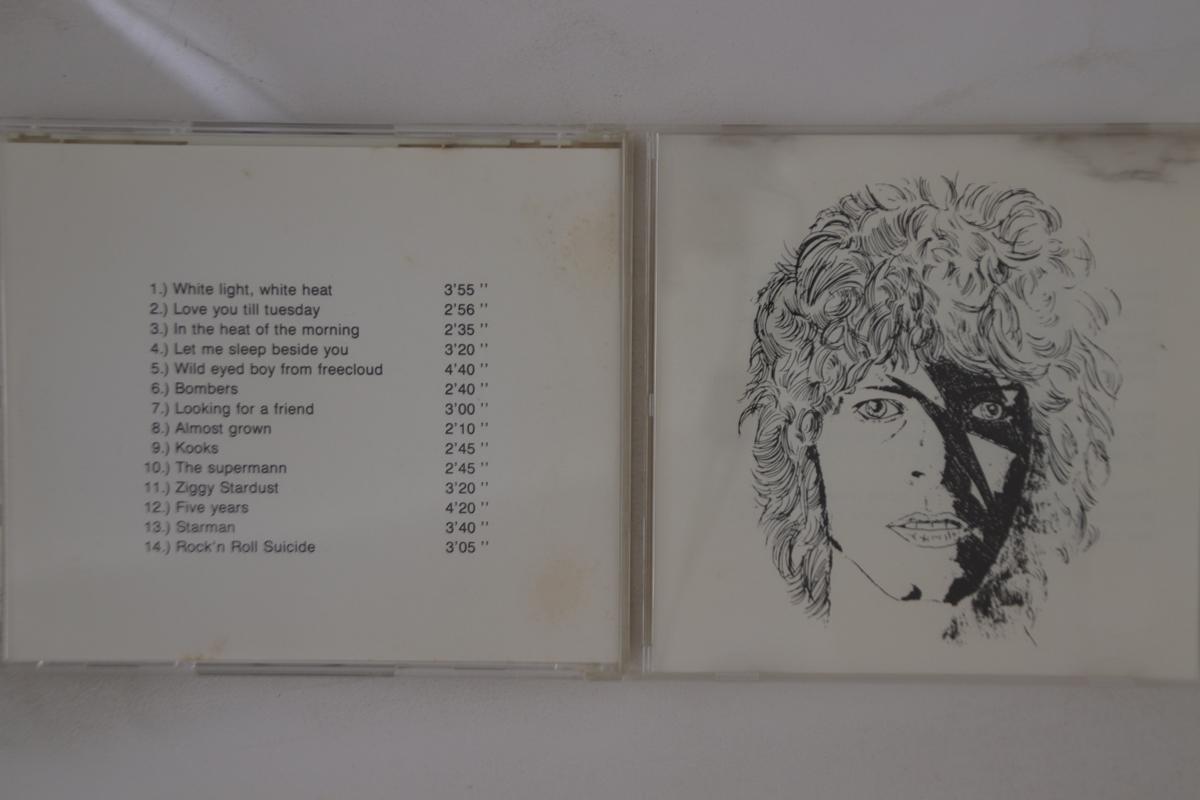 1.) White light, white heat 3'55 ''
2.) Love you till tuesday 2'56 ''
3.) In the heat of the morning 2'35 ''
4.) Let me sleep beside you 3'20 ''
5.) Wild eyed boy from freecloud 4'40 ''
6.) Bombers 2'40 ''
7.) Looking for a friend 3'00 ''
8.) Almost grown 2'10 ''
9.) Kooks 2'45 ''
10.) The supermann 2'45 ''
11.) Ziggy Stardust 3'20 ''
12.) Five years 4'20 ''
13.) Starman 3'40 ''
14.) Rock'n Roll Suicide 3'05 ''